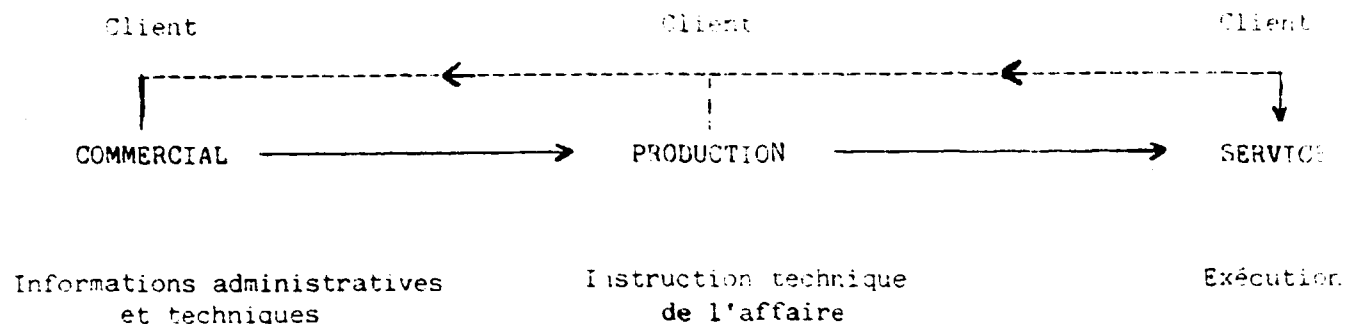 Client Client Client
COMMERCIAL PRODUCTION SERVICE
Informations administratives Instruction technique Exécution
et techniques de l'affaire